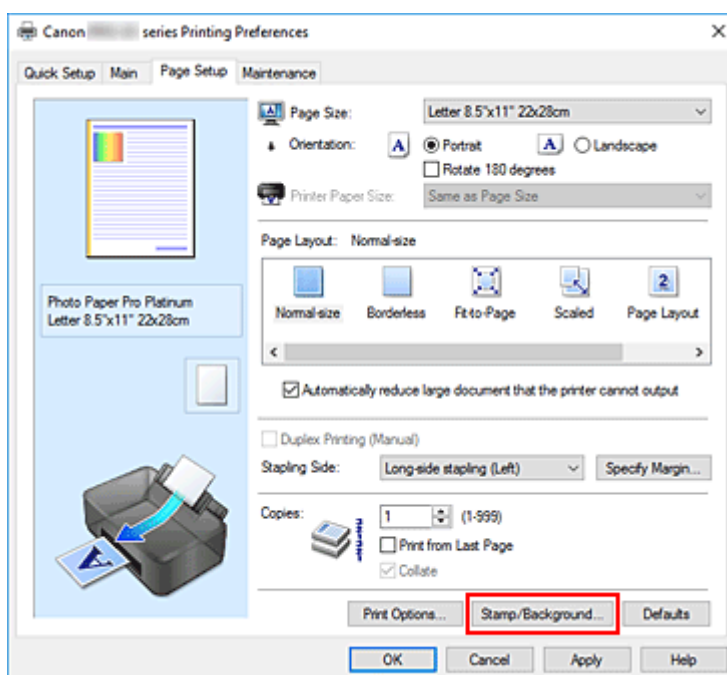 Canon series Printing Preferences
Quick Setup Main Page Setup Maintenance
Page Size: Letter 8.5"x11" 22x28cm
Orientation: A Portrait A Landscape
Rotate 180 degrees
Printer Paper Size: Same as Page Size
Page Layout: Normal-size
2
Normal-size Borderless Fit-to-Page Scaled Page Layout
Photo Paper Pro Platinum
Letter 8.5"x11" 22x28cm
Automatically reduce large document that the printer cannot output
Duplex Printing (Manual)
Stapling Side: Long-side stapling (Left) Specify Margin...
Copies: 1 (1-999)
Print from Last Page
Collate
A
Print Options... Stamp/Background... Defaults
OK Cancel Apply Help